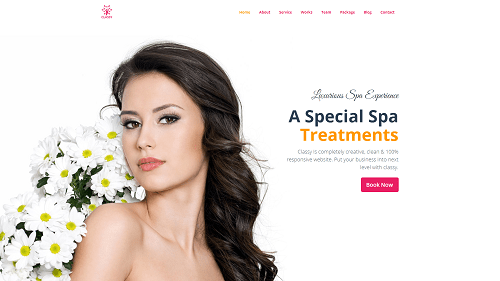 CLASSY
Home About Service Works Team Package Blog Contact
Luxurious Spa Experience
A Special Spa
Treatments
Classy is completely creative, clean & 100%
responsive website. Put your business into next
level with classy.
Book Now